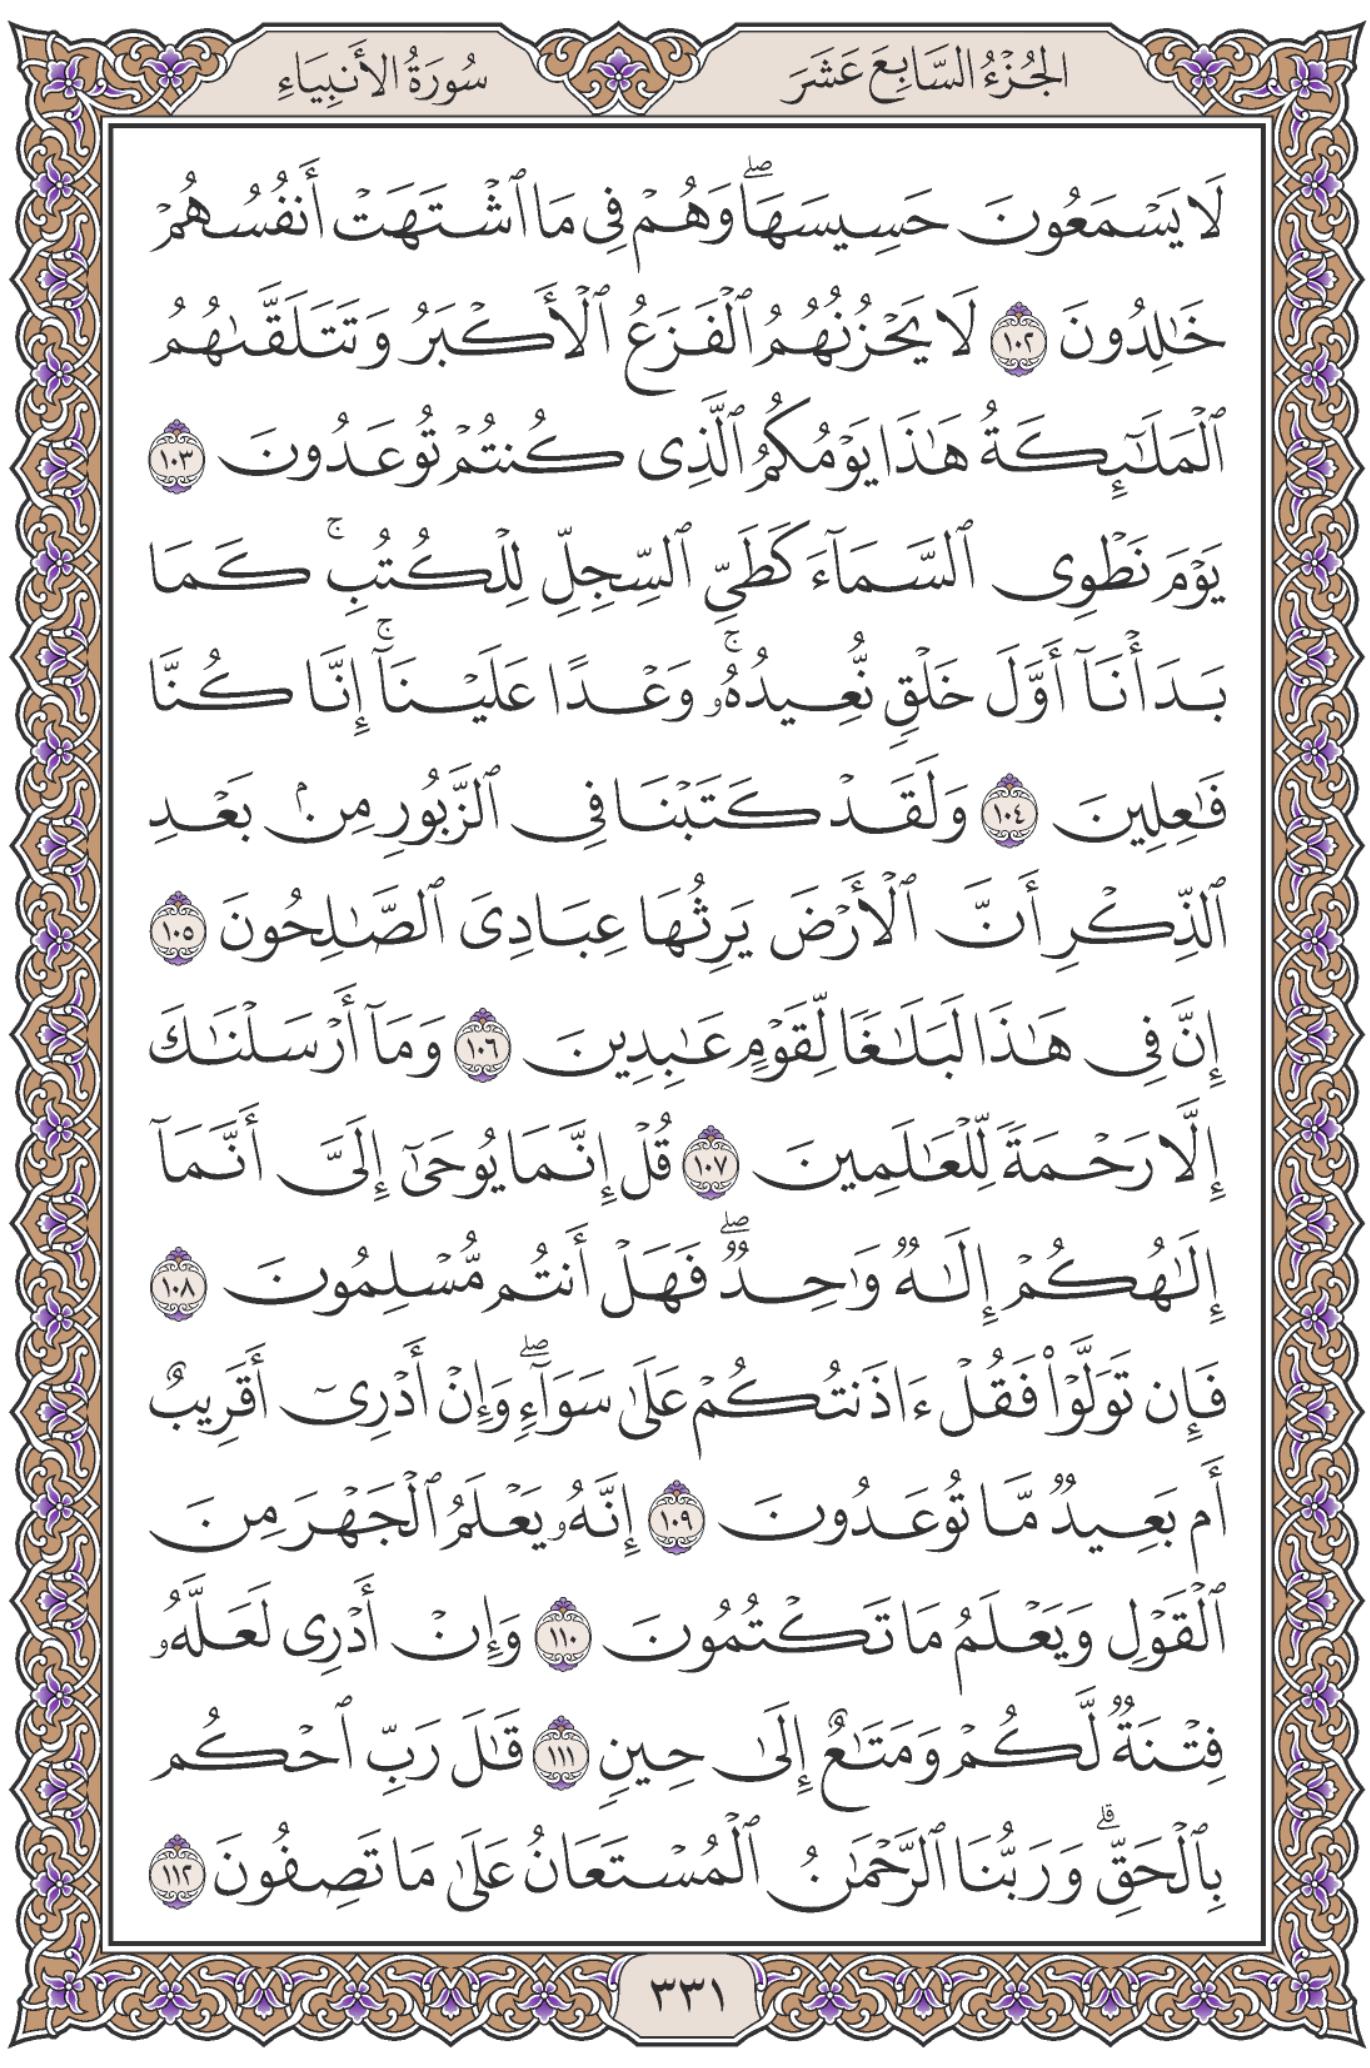 الجُزْءُ السَّابِعَ عَشَرَ
سُورَةُ الأَنبِيَاءِ
لَا يَسْمَعُونَ حَسِيسَهَاۖ وَهُمْ فِي مَا ٱشْتَهَتْ أَنفُسُهُمْ
خَٰلِدُونَ ١٠٢ لَا يَحْزُنُهُمُ ٱلْفَزَعُ ٱلْأَكْبَرُ وَتَتَلَقَّىٰهُمُ
ٱلْمَلَٰٓئِكَةُ هَٰذَا يَوْمُكُمُ ٱلَّذِى كُنتُمْ تُوعَدُونَ ١٠٣
يَوْمَ نَطْوِى ٱلسَّمَآءَ كَطَىِّ ٱلسِّجِلِّ لِلْكُتُبِۚ كَمَا
بَدَأْنَآ أَوَّلَ خَلْقٍ نُّعِيدُهُۥۚ وَعْدًا عَلَيْنَآۚ إِنَّا كُنَّا
فَٰعِلِينَ ١٠٤ وَلَقَدْ كَتَبْنَا فِى ٱلزَّبُورِ مِنۢ بَعْدِ
ٱلذِّكْرِ أَنَّ ٱلْأَرْضَ يَرِثُهَا عِبَادِىَ ٱلصَّٰلِحُونَ ١٠٥
إِنَّ فِى هَٰذَا لَبَلَٰغًا لِّقَوْمٍ عَٰبِدِينَ ١٠٦ وَمَآ أَرْسَلْنَٰكَ
إِلَّا رَحْمَةً لِّلْعَٰلَمِينَ ١٠٧ قُلْ إِنَّمَا يُوحَىٰٓ إِلَىَّ أَنَّمَآ
إِلَٰهُكُمْ إِلَٰهٌ وَٰحِدٌۖ فَهَلْ أَنتُم مُّسْلِمُونَ ١٠٨
فَإِن تَوَلَّوْا۟ فَقُلْ ءَاذَنتُكُمْ عَلَىٰ سَوَآءٍۖ وَإِنْ أَدْرِىٓ أَقَرِيبٌ
أَم بَعِيدٌ مَّا تُوعَدُونَ ١٠٩ إِنَّهُۥ يَعْلَمُ ٱلْجَهْرَ مِنَ
ٱلْقَوْلِ وَيَعْلَمُ مَا تَكْتُمُونَ ١١٠ وَإِنْ أَدْرِى لَعَلَّهُۥ
فِتْنَةٌ لَّكُمْ وَمَتَٰعٌ إِلَىٰ حِينٍ ١١١ قَٰلَ رَبِّ ٱحْكُم
بِٱلْحَقِّۗ وَرَبُّنَا ٱلرَّحْمَٰنُ ٱلْمُسْتَعَانُ عَلَىٰ مَا تَصِفُونَ ١١٢
٣٣١